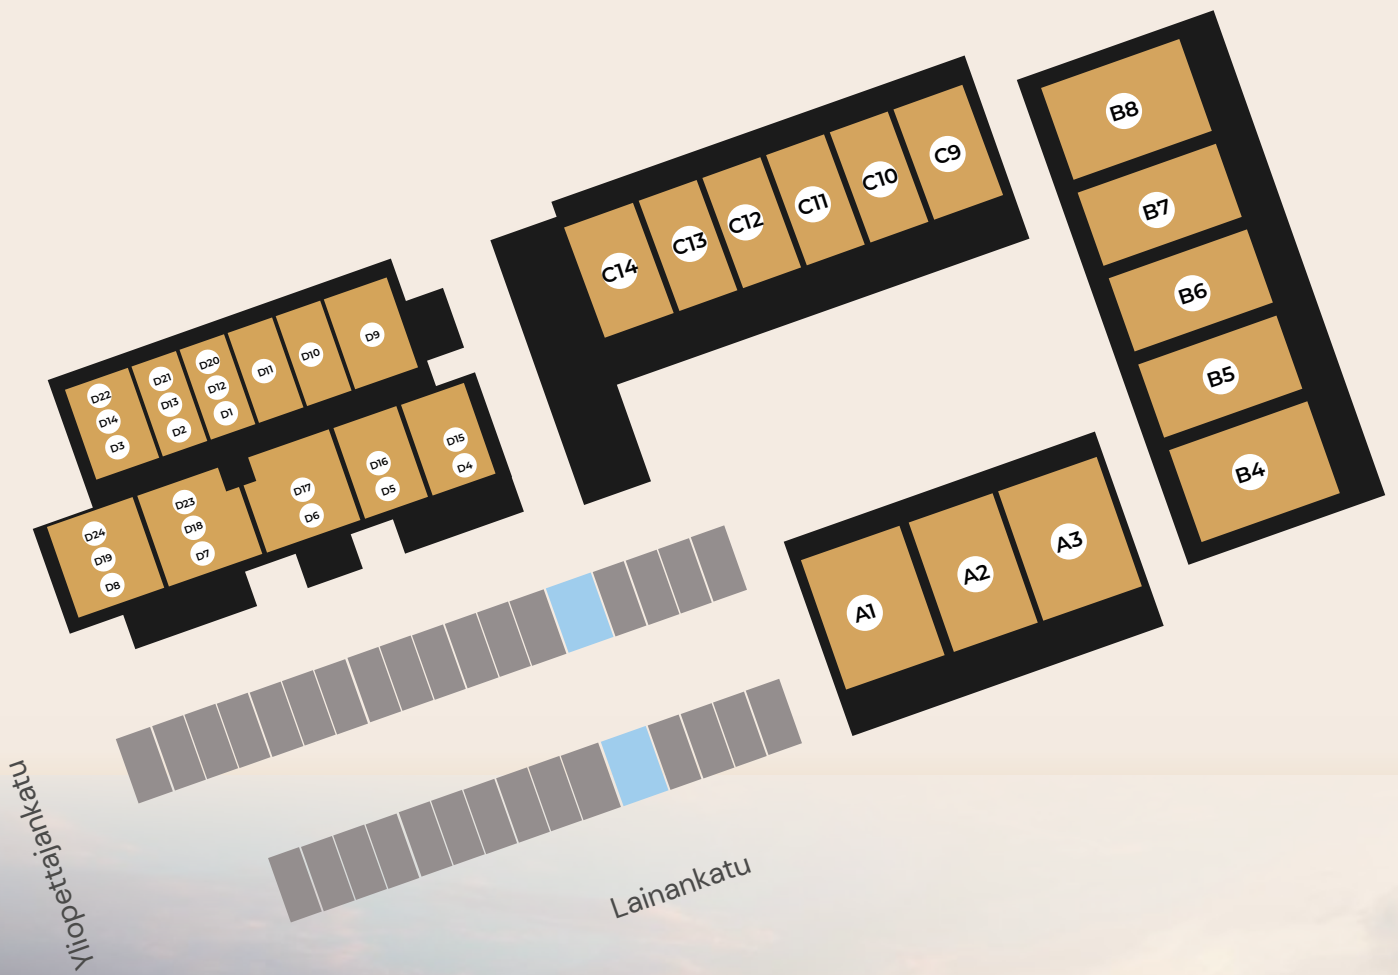 B8
B7
B6
B5
B4
C9
C10
C11
C12
C13
C14
D9
D10
D11
D20
D12
D1
D21
D13
D2
D22
D14
D3
D15
D4
D16
D5
D17
D6
D23
D18
D7
D24
D19
D8
A1
A2
A3
Yliopettajankatu
Lainankatu